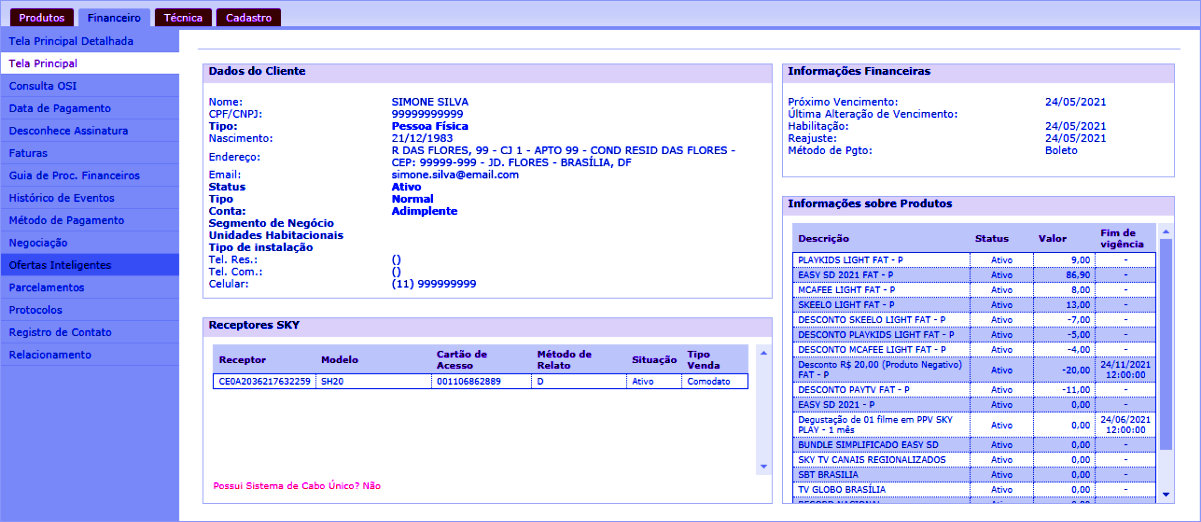 Produtos Financeiro Técnica Cadastro
Tela Principal Detalhada
Tela Principal
Consulta OSI
Data de Pagamento
Desconhece Assinatura
Faturas
Guia de Proc. Financeiros
Histórico de Eventos
Método de Pagamento
Negociação
Ofertas Inteligentes
Parcelamentos
Protocolos
Registro de Contato
Relacionamento
Dados do Cliente
Nome: SIMONE SILVA
CPF/CNPJ: 99999999999
Tipo: Pessoa Física
Nascimento: 21/12/1983
Endereço: R DAS FLORES, 99 - CJ 1 - APTO 99 - COND RESID DAS FLORES -
CEP: 99999-999 - JD. FLORES - BRASÍLIA, DF
Email: simone.silva@email.com
Status Ativo
Tipo Normal
Conta: Adimplente
Segmento de Negócio
Unidades Habitacionais
Tipo de instalação
Tel. Res.: ()
Tel. Com.: ()
Celular: (11) 999999999
Receptores SKY
Receptor Modelo Cartão de Acesso Método de Relato Situação Tipo Venda
CE0A2036217632259 SH20 001106862889 D Ativo Comodato
Possui Sistema de Cabo Único? Não
Informações Financeiras
Próximo Vencimento: 24/05/2021
Última Alteração de Vencimento:
Habilitação: 24/05/2021
Reajuste: 24/05/2021
Método de Pgto: Boleto
Informações sobre Produtos
Descrição Status Valor Fim de vigência
PLAYKIDS LIGHT FAT - P Ativo 9,00 -
EASY SD 2021 FAT - P Ativo 86,90 -
MCAFEE LIGHT FAT - P Ativo 8,00 -
SKEELO LIGHT FAT - P Ativo 13,00 -
DESCONTO SKEELO LIGHT FAT - P Ativo -7,00 -
DESCONTO PLAYKIDS LIGHT FAT - P Ativo -5,00 -
DESCONTO MCAFEE LIGHT FAT - P Ativo -4,00 -
Desconto R$ 20,00 (Produto Negativo) FAT - P Ativo -20,00 24/11/2021 12:00:00
DESCONTO PAYTV FAT - P Ativo -11,00 -
EASY SD 2021 - P Ativo 0,00 -
Degustação de 01 filme em PPV SKY PLAY - 1 mês Ativo 0,00 24/06/2021 12:00:00
BUNDLE SIMPLIFICADO EASY SD Ativo 0,00 -
SKY TV CANAIS REGIONALIZADOS Ativo 0,00 -
SBT BRASILIA Ativo 0,00 -
TV GLOBO BRASÍLIA Ativo 0,00 -
RECORD NACIONAL Ativo 0,00 -